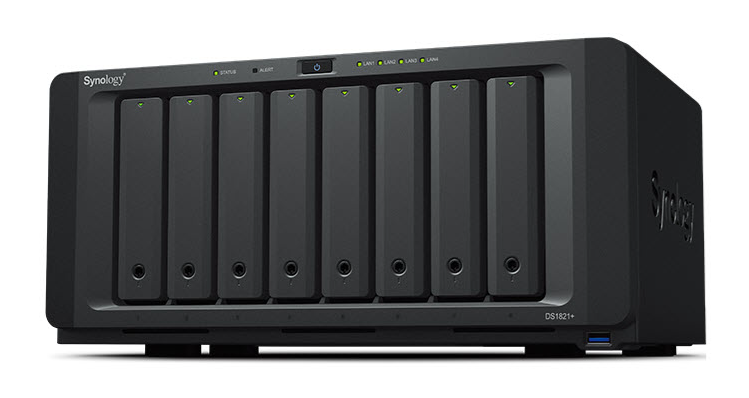 STATUS
ALERT
LAN1
LAN2
LAN3
LAN4
Synology
Synology
DS1821+